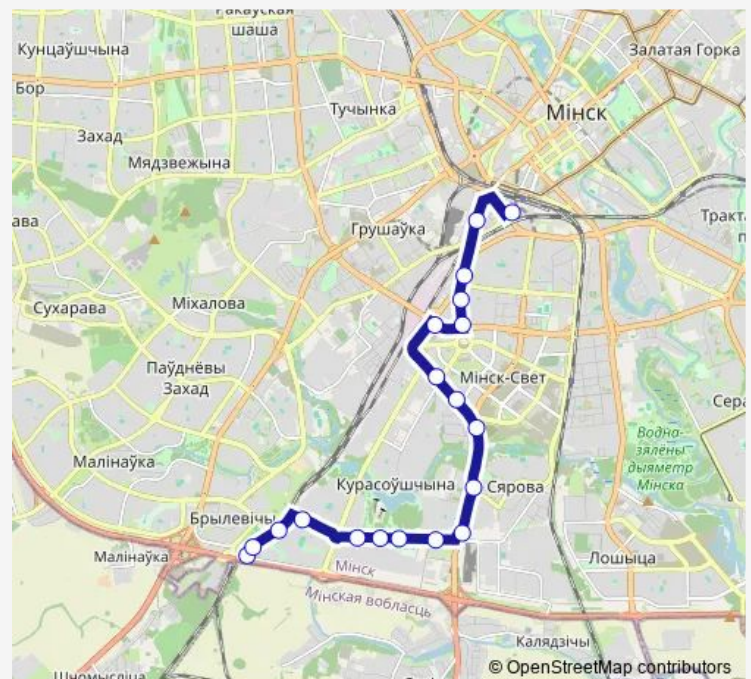 Ракаўская
шаша
Кунцаўшчына
Залатая Горка
Бор
Тучынка
Мінск
Захад
Мядзвежына
ава
Грушаўка
Тракта
п
Міхалова
Сухарава
Паўднёвы
Захад
Мінск-Свет
Сера
Водна-
зялёны
дыяметр
Мінска
Малінаўка
Курасоўшчына
Сярова
Брылевічы
Малінаўка
Мінск
Лошыца
Мінская вобласць
Калядзічы
Шчомысліца
© OpenStreetMap contributors